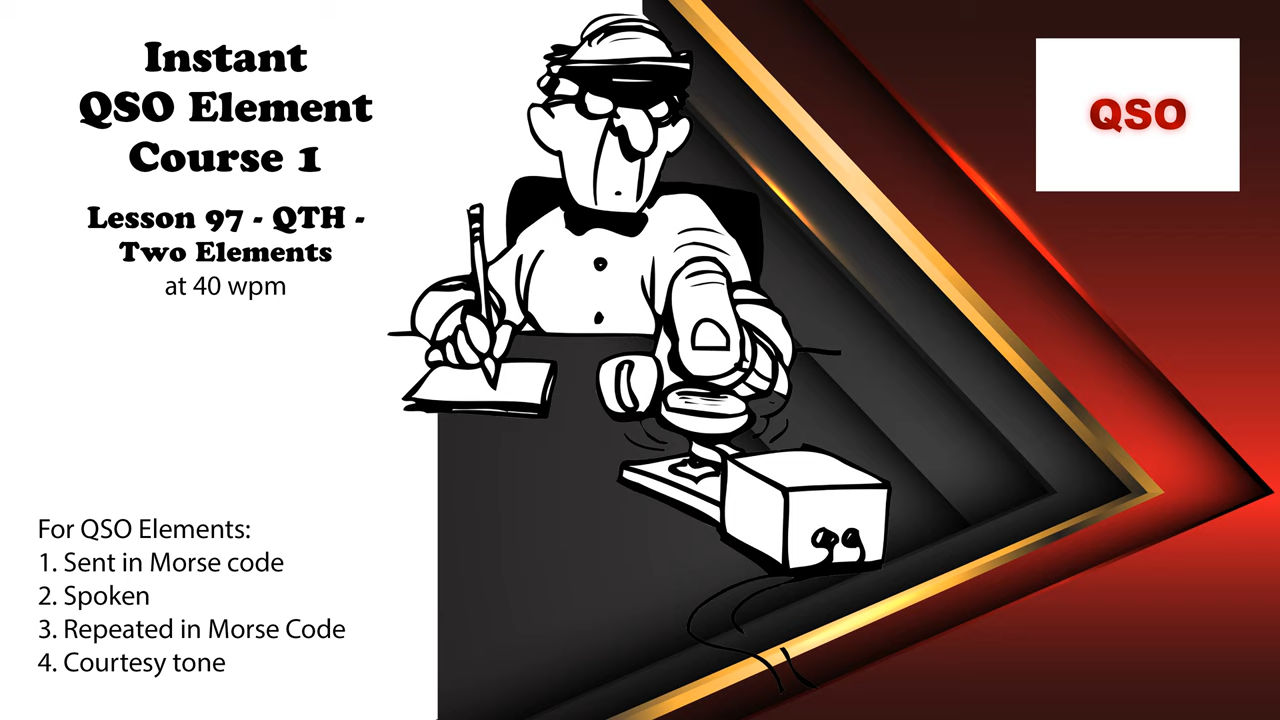 Instant
QSO Element
Course 1
Lesson 97 - QTH -
Two Elements
at 40 wpm
QSO
For QSO Elements:
1. Sent in Morse code
2. Spoken
3. Repeated in Morse Code
4. Courtesy tone